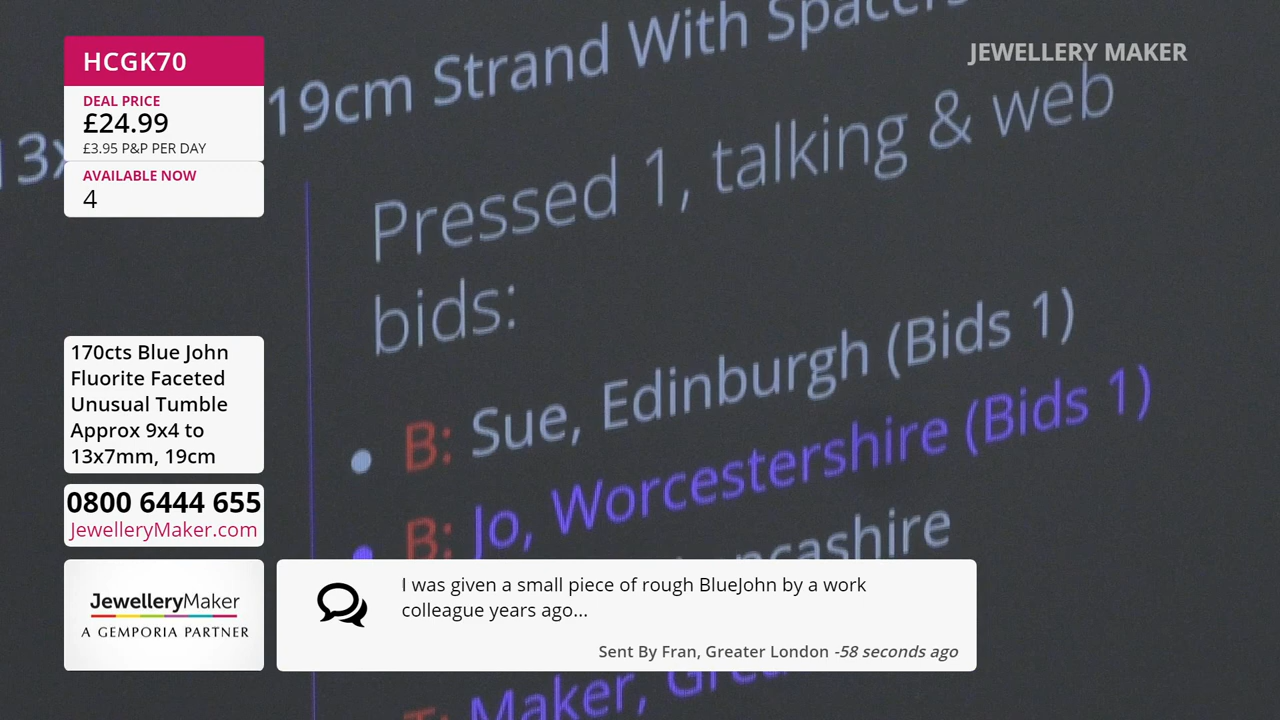 HCGK70
DEAL PRICE
£24.99
£3.95 P&P PER DAY
AVAILABLE NOW
4
19cm Strand With Spacers
Pressed 1, talking & web
bids:
B: Sue, Edinburgh (Bids 1)
B: Jo, Worcestershire (Bids 1)
Maker,
JEWELLERY MAKER
170cts Blue John
Fluorite Faceted
Unusual Tumble
Approx 9x4 to
13x7mm, 19cm
0800 6444 655
JewelleryMaker.com
JewelleryMaker
A GEMPORIA PARTNER
I was given a small piece of rough BlueJohn by a work
colleague years ago...
Sent By Fran, Greater London -58 seconds ago